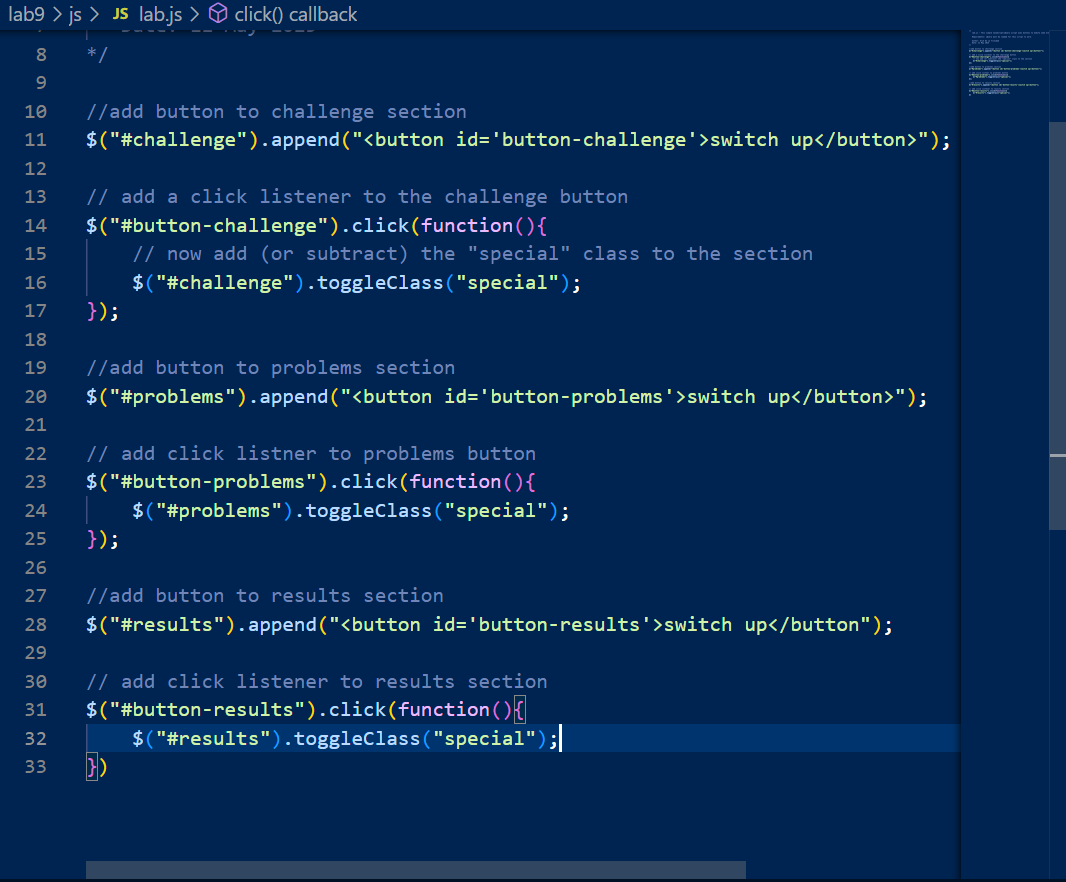 lab9 > js > JS lab.js > click() callback
8 */
9
10 //add button to challenge section
11 $("#challenge").append("<button id='button-challenge'>switch up</button>");
12
13 // add a click listener to the challenge button
14 $("#button-challenge").click(function(){
15     // now add (or subtract) the "special" class to the section
16     $("#challenge").toggleClass("special");
17 });
18
19 //add button to problems section
20 $("#problems").append("<button id='button-problems'>switch up</button>");
21
22 // add click listner to problems button
23 $("#button-problems").click(function(){
24     $("#problems").toggleClass("special");
25 });
26
27 //add button to results section
28 $("#results").append("<button id='button-results'>switch up</button");
29
30 // add click listener to results section
31 $("#button-results").click(function(){
32     $("#results").toggleClass("special");
33 })